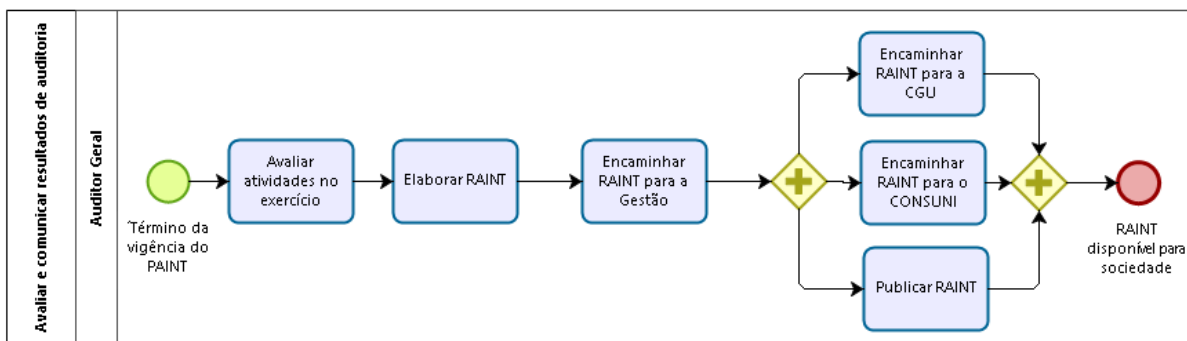 Avaliar e comunicar resultados de auditoria
Auditor Geral
Término da
vigência do
PAINT
Avaliar
atividades no
exercício
Elaborar RAINT
Encaminhar
RAINT para a
Gestão
Encaminhar
RAINT para a
CGU
Encaminhar
RAINT para o
CONSUNI
Publicar RAINT
RAINT
disponível para
sociedade